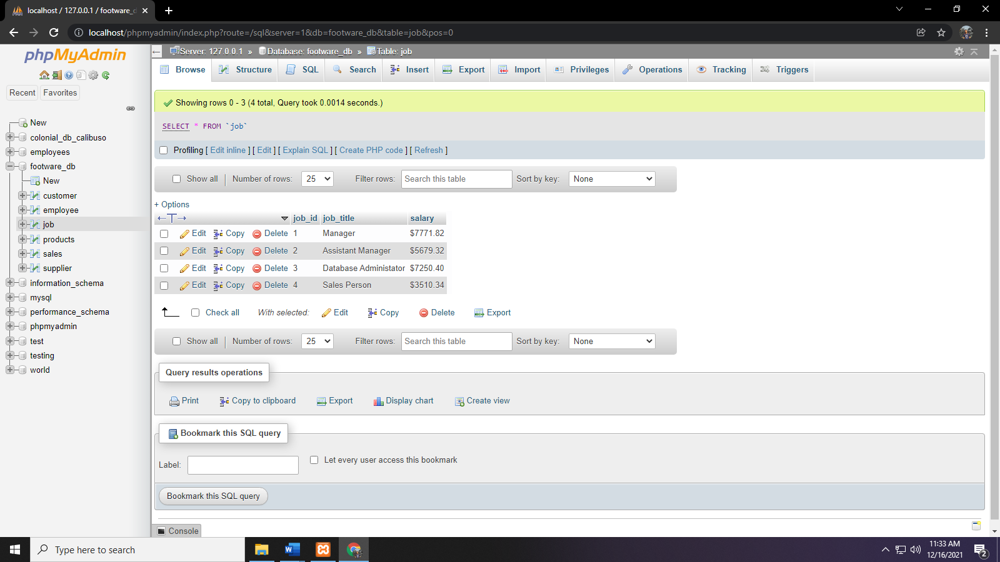 localhost / 127.0.0.1 / footware_d
localhost/phpmyadmin/index.php?route=/sql&server=1&db=footware_db&table=job&pos=0
phpMyAdmin
Recent Favorites
New
colonial_db_calibuso
employees
footware_db
New
customer
employee
job
products
sales
supplier
information_schema
mysql
performance_schema
phpmyadmin
test
testing
world
Server: 127.0.0.1 » Database: footware_db » Table: job
Browse Structure SQL Search Insert Export Import Privileges Operations Tracking Triggers
Showing rows 0 - 3 (4 total, Query took 0.0014 seconds.)
SELECT * FROM `job`
Profiling [ Edit inline ] [ Edit ] [ Explain SQL ] [ Create PHP code ] [ Refresh ]
Show all Number of rows: 25 Filter rows: Search this table Sort by key: None
+ Options
←T→ job_id job_title salary
Edit Copy Delete 1 Manager $7771.82
Edit Copy Delete 2 Assistant Manager $5679.32
Edit Copy Delete 3 Database Administator $7250.40
Edit Copy Delete 4 Sales Person $3510.34
Check all With selected: Edit Copy Delete Export
Show all Number of rows: 25 Filter rows: Search this table Sort by key: None
Query results operations
Print Copy to clipboard Export Display chart Create view
Bookmark this SQL query
Label: Let every user access this bookmark
Bookmark this SQL query
Console
Type here to search
11:33 AM
12/16/2021
2